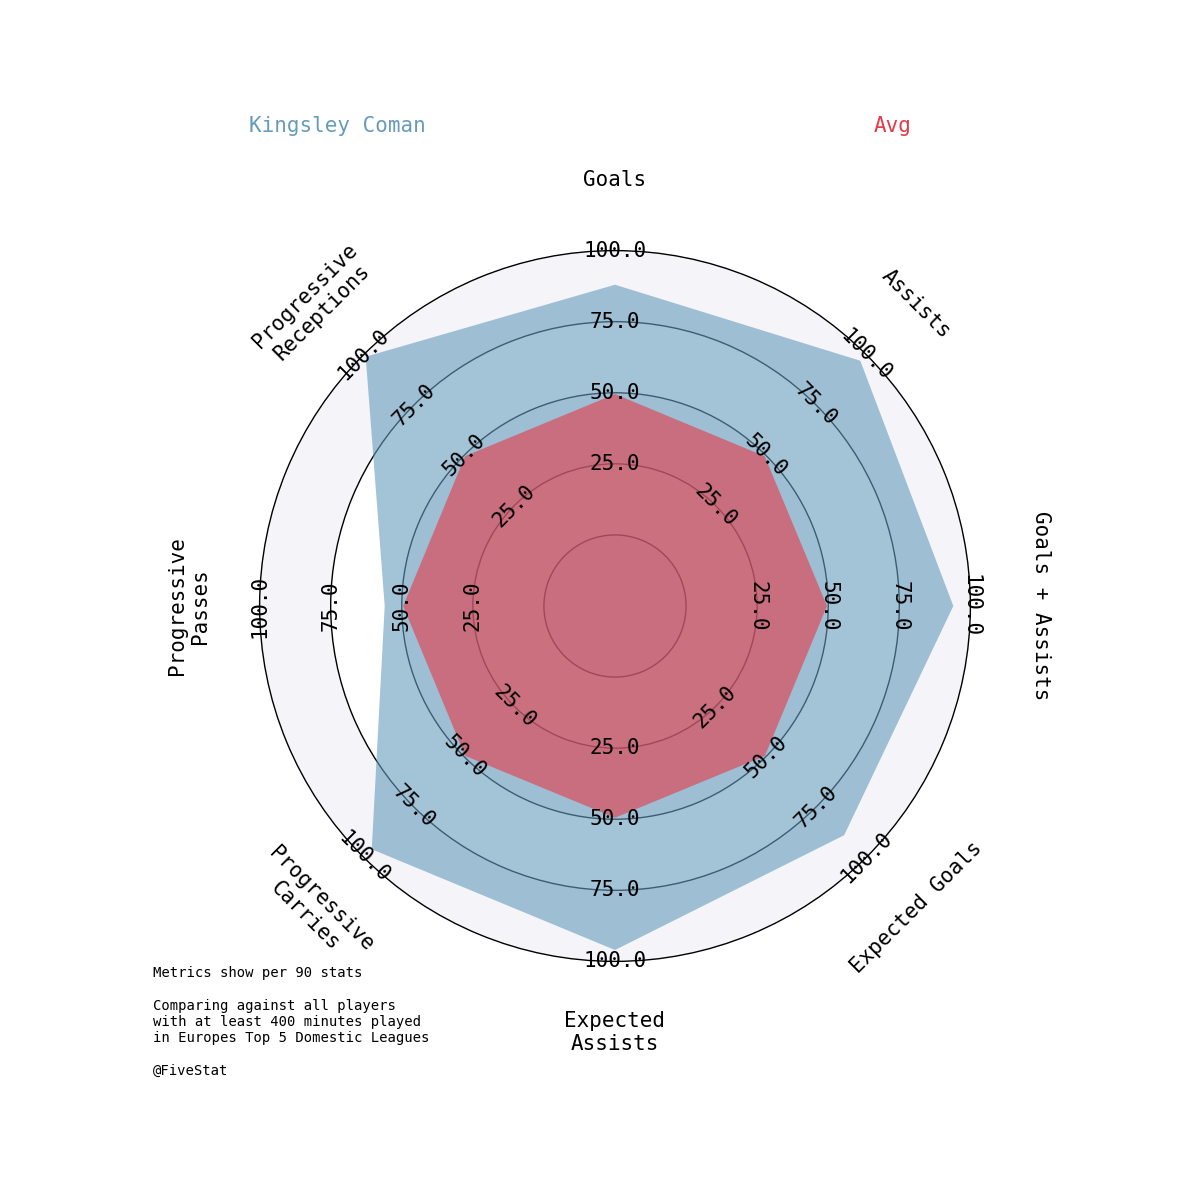 Kingsley Coman
Avg
Goals
Progressive
Receptions
Assists
100.0
100.0
100.0
75.0
75.0
75.0
50.0
50.0
50.0
25.0
25.0
25.0
Progressive
Passes
100.0
75.0
50.0
25.0
25.0
50.0
75.0
100.0
Goals + Assists
25.0
25.0
25.0
50.0
50.0
50.0
75.0
75.0
75.0
100.0
100.0
100.0
Progressive
Carries
Expected Goals
Expected
Assists
Metrics show per 90 stats
Comparing against all players
with at least 400 minutes played
in Europes Top 5 Domestic Leagues
@FiveStat